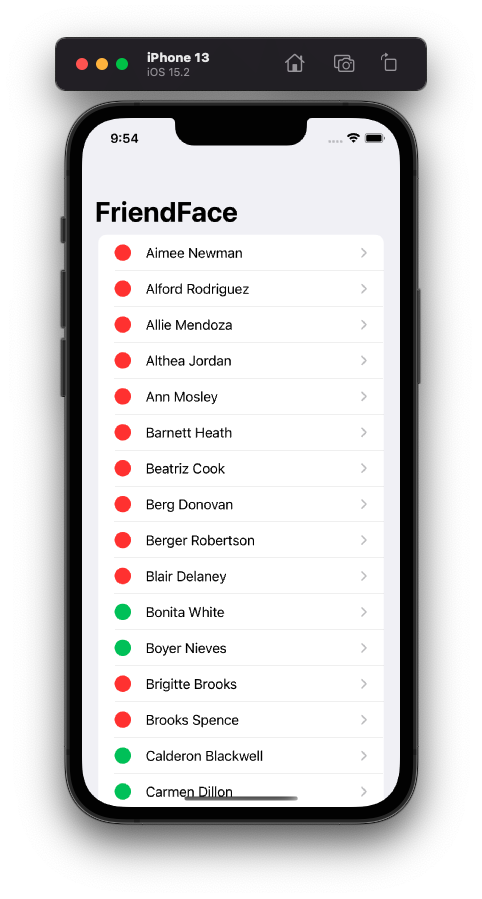 iPhone 13
iOS 15.2
9:54
FriendFace
Aimee Newman
Alford Rodriguez
Allie Mendoza
Althea Jordan
Ann Mosley
Barnett Heath
Beatriz Cook
Berg Donovan
Berger Robertson
Blair Delaney
Bonita White
Boyer Nieves
Brigitte Brooks
Brooks Spence
Calderon Blackwell
Carmen Dillon